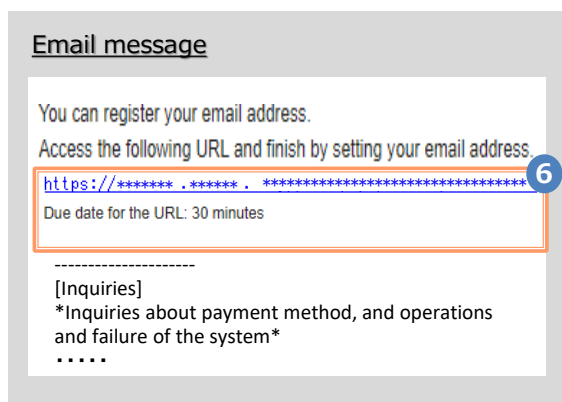 Email message
You can register your email address.
Access the following URL and finish by setting your email address.
https://******* .****** . *********************************
6
Due date for the URL: 30 minutes
---------------------
[Inquiries]
*Inquiries about payment method, and operations
and failure of the system*
・・・・・